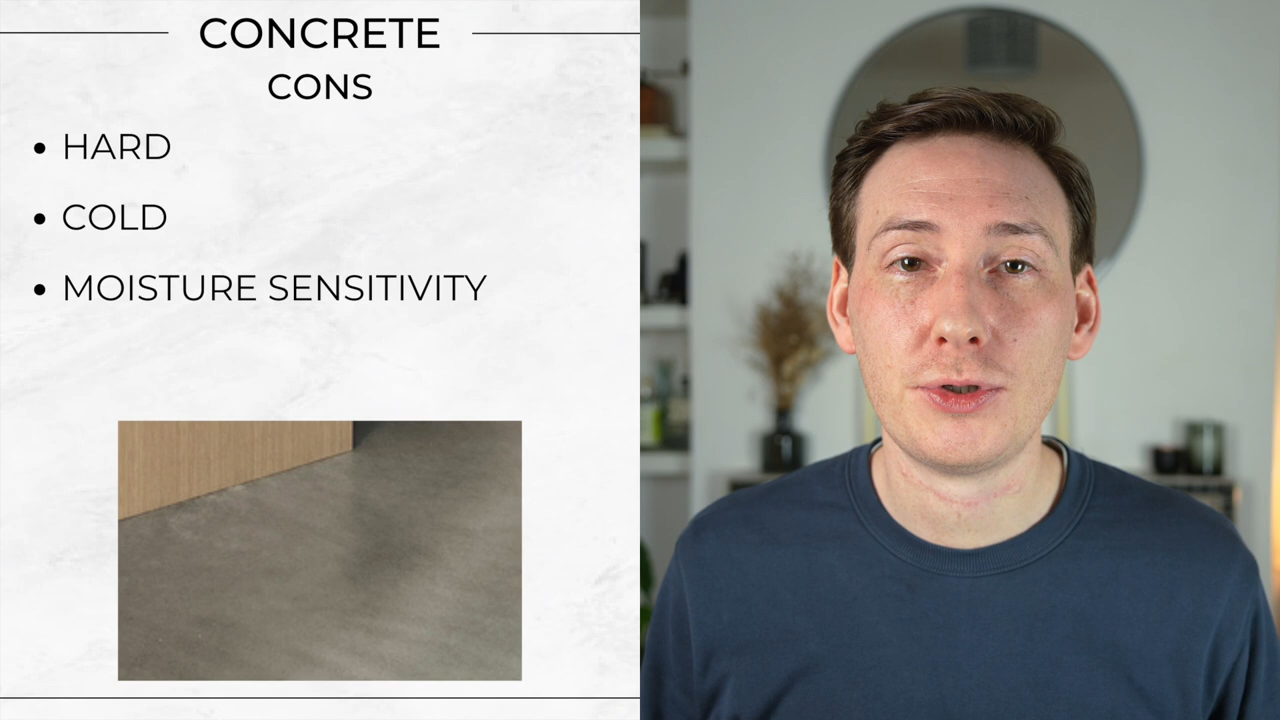 CONCRETE
CONS
• HARD
• COLD
• MOISTURE SENSITIVITY